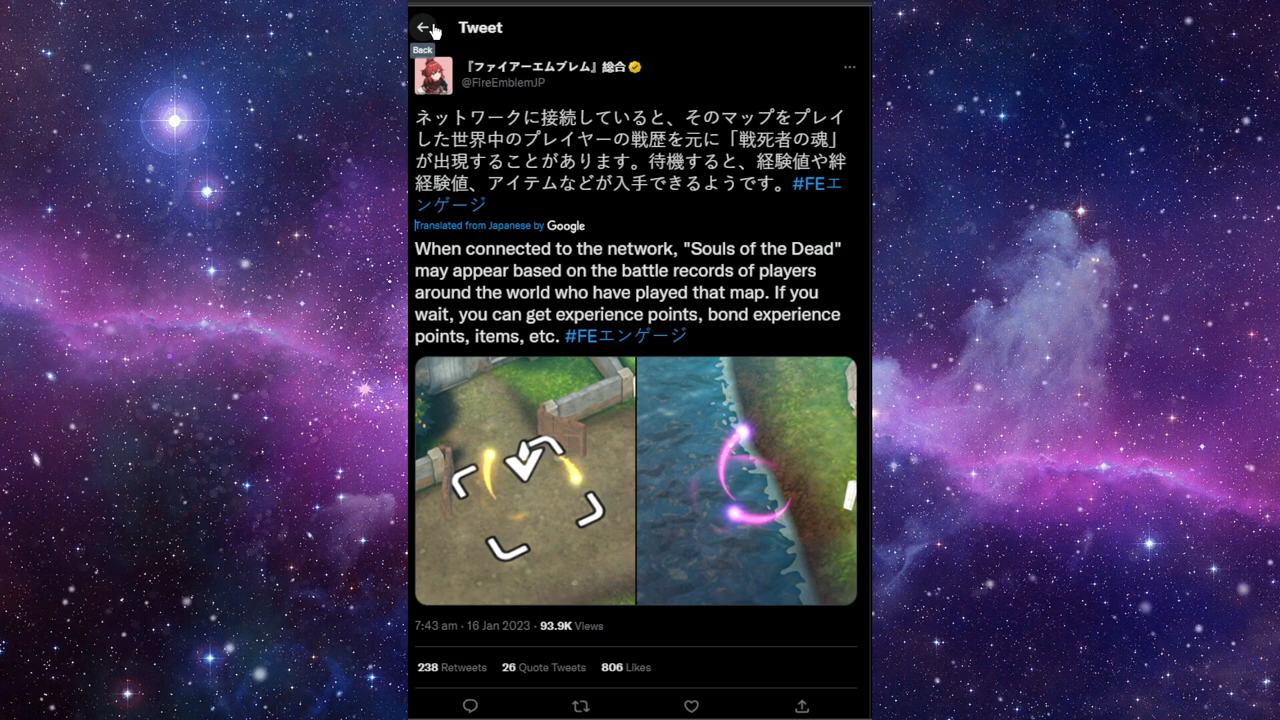 Tweet
Back
『ファイアーエムブレム』総合
@FireEmblemJP
ネットワークに接続していると、そのマップをプレイ
した世界中のプレイヤーの戦歴を元に「戦死者の魂」
が出現することがあります。待機すると、経験値や絆
経験値、アイテムなどが入手できるようです。#FEエ
ンゲージ
Translated from Japanese by Google
When connected to the network, "Souls of the Dead"
may appear based on the battle records of players
around the world who have played that map. If you
wait, you can get experience points, bond experience
points, items, etc. #FEエンゲージ
7:43 am · 16 Jan 2023 · 93.9K Views
238 Retweets 26 Quote Tweets 806 Likes